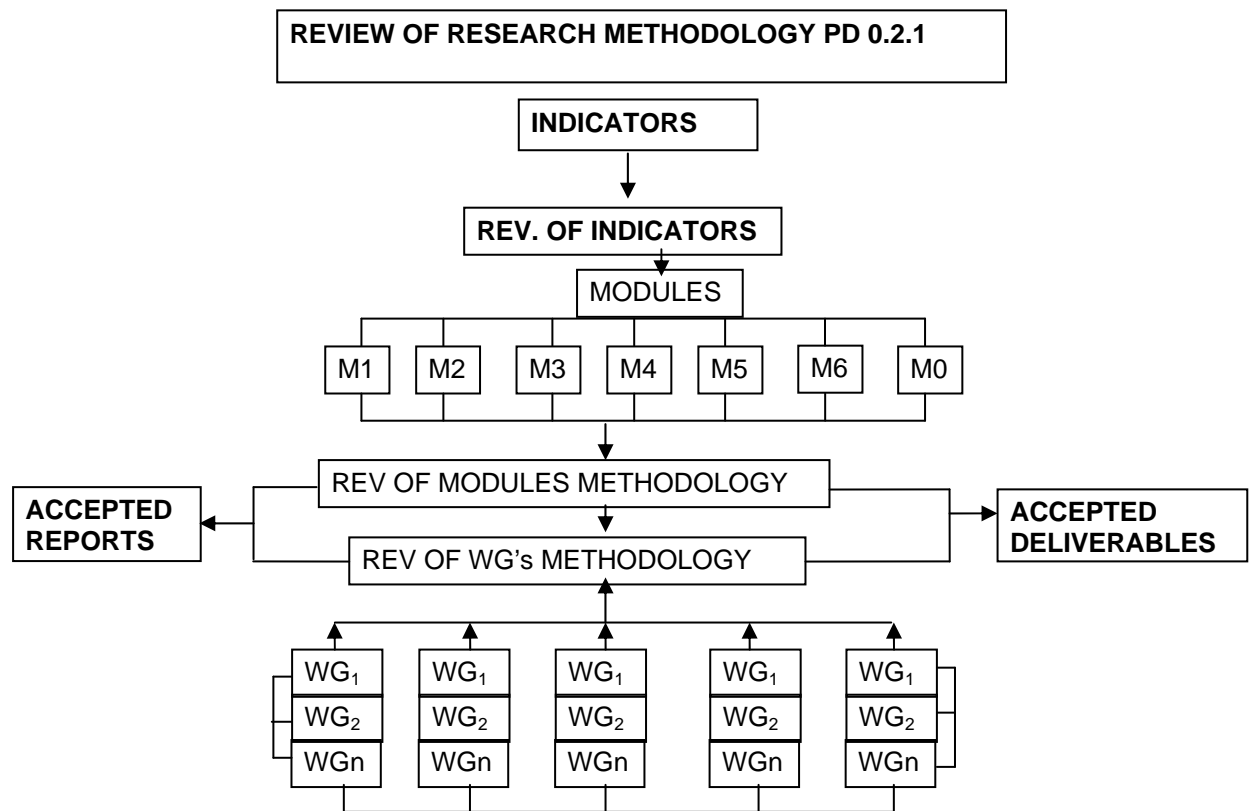 REVIEW OF RESEARCH METHODOLOGY PD 0.2.1
INDICATORS
REV. OF INDICATORS
MODULES
M1 M2 M3 M4 M5 M6 M0
REV OF MODULES METHODOLOGY
ACCEPTED
REPORTS
ACCEPTED
DELIVERABLES
REV OF WG's METHODOLOGY
WG₁ WG₁ WG₁ WG₁ WG₁
WG₂ WG₂ WG₂ WG₂ WG₂
WGn WGn WGn WGn WGn